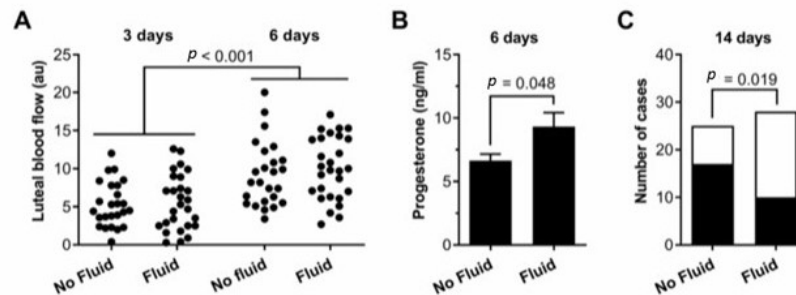 A
3 days
6 days
p < 0.001
Luteal blood flow (au)
25
20
15
10
5
0
No Fluid
Fluid
No fluid
Fluid
B
6 days
p = 0.048
Progesterone (ng/ml)
15
10
5
0
No Fluid
Fluid
C
14 days
p = 0.019
Number of cases
40
30
20
10
0
No Fluid
Fluid